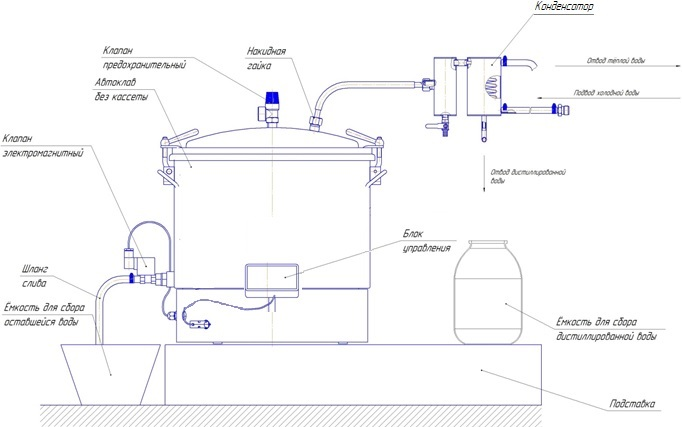 Конденсатор
Клапан
предохранительный
Накидная
гайка
Отвод тёплой воды
Автоклав
без кассеты
Подвод холодной воды
Клапан
электромагнитный
Отвод дистиллированной
воды
Блок
управления
Шланг
слива
Емкость для сбора
оставшейся воды
Емкость для сбора
дистиллированной воды
Подставка